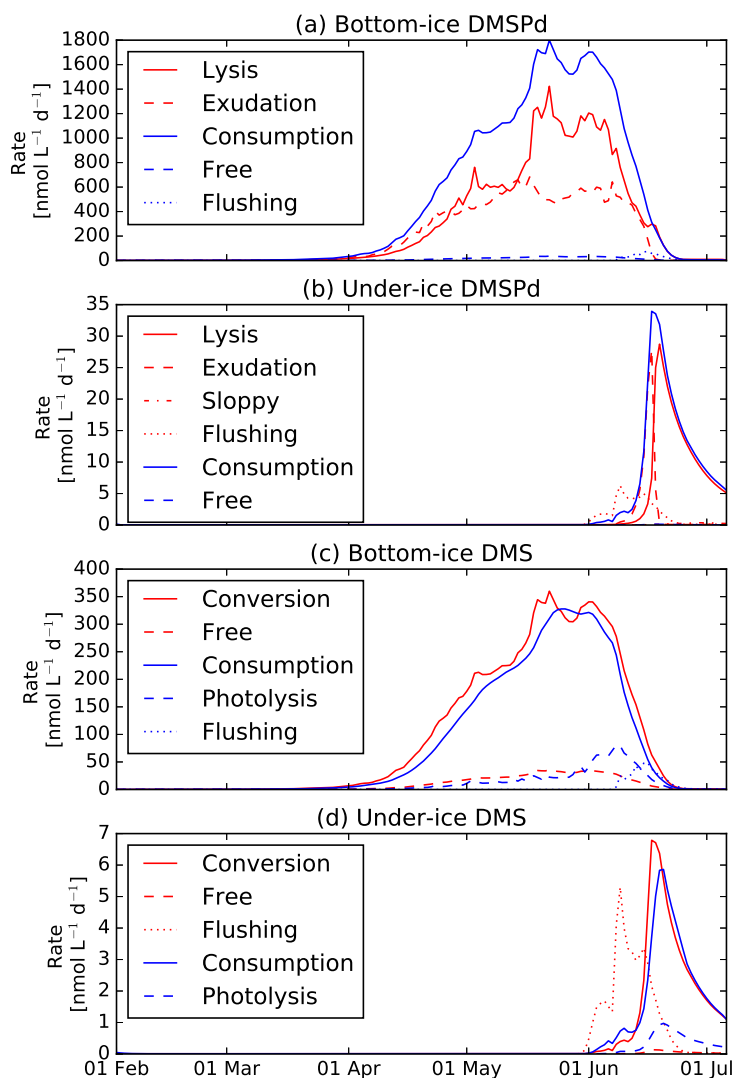 (a) Bottom-ice DMSPd
1800
1600
1400
1200
1000
800
600
400
200
0
Rate
[nmol L⁻¹ d⁻¹]
Lysis
Exudation
Consumption
Free
Flushing
(b) Under-ice DMSPd
35
30
25
20
15
10
5
0
Rate
[nmol L⁻¹ d⁻¹]
Lysis
Exudation
Sloppy
Flushing
Consumption
Free
(c) Bottom-ice DMS
400
350
300
250
200
150
100
50
0
Rate
[nmol L⁻¹ d⁻¹]
Conversion
Free
Consumption
Photolysis
Flushing
(d) Under-ice DMS
7
6
5
4
3
2
1
0
Rate
[nmol L⁻¹ d⁻¹]
Conversion
Free
Flushing
Consumption
Photolysis
01 Feb 01 Mar 01 Apr 01 May 01 Jun 01 Jul